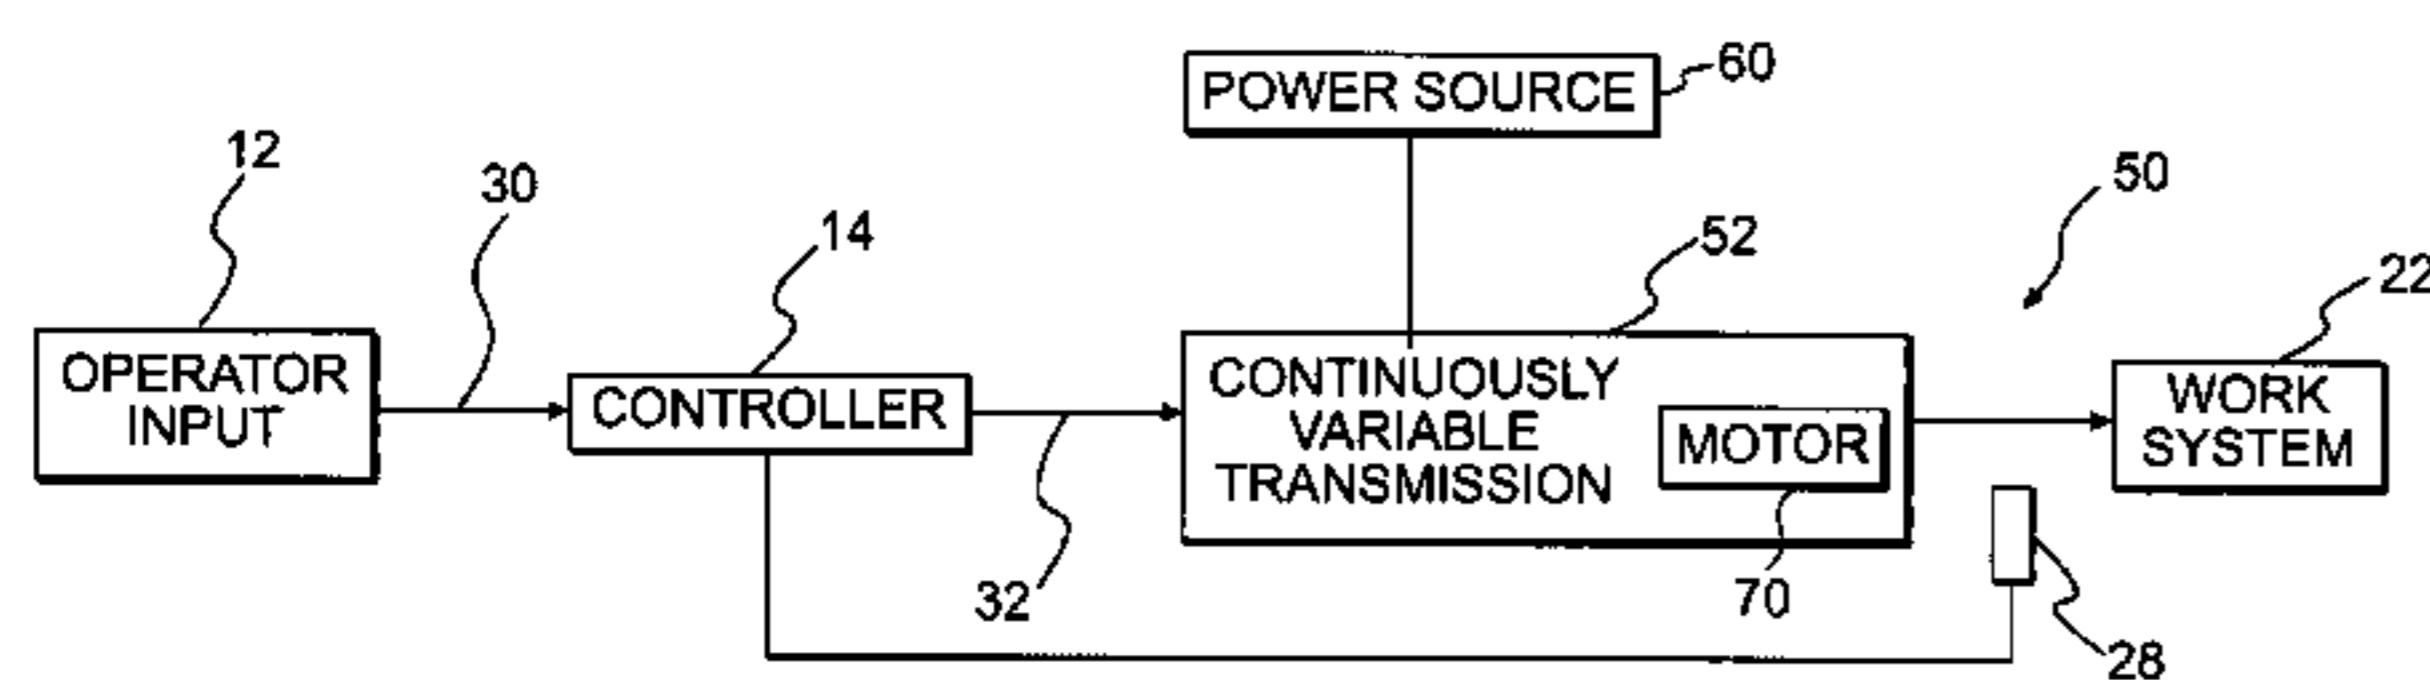 POWER SOURCE
60
12
30
14
52
50
22
OPERATOR
INPUT
CONTROLLER
CONTINUOUSLY
VARIABLE
TRANSMISSION
MOTOR
WORK
SYSTEM
32
70
28